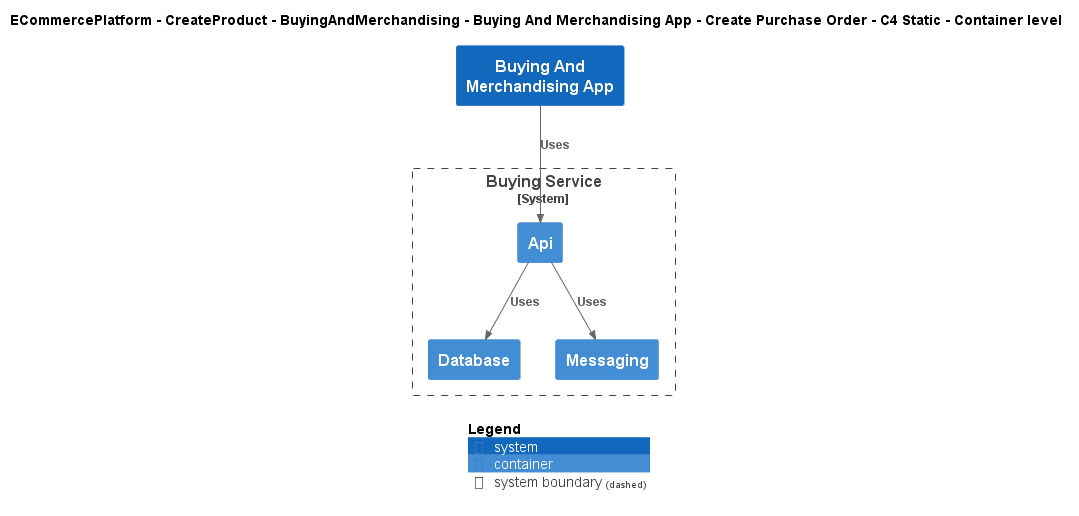 ECommercePlatform - CreateProduct - BuyingAndMerchandising - Buying And Merchandising App - Create Purchase Order - C4 Static - Container level
Buying And
Merchandising App
Uses
Buying Service
[System]
Api
Uses
Uses
Database
Messaging
Legend
system
container
system boundary (dashed)